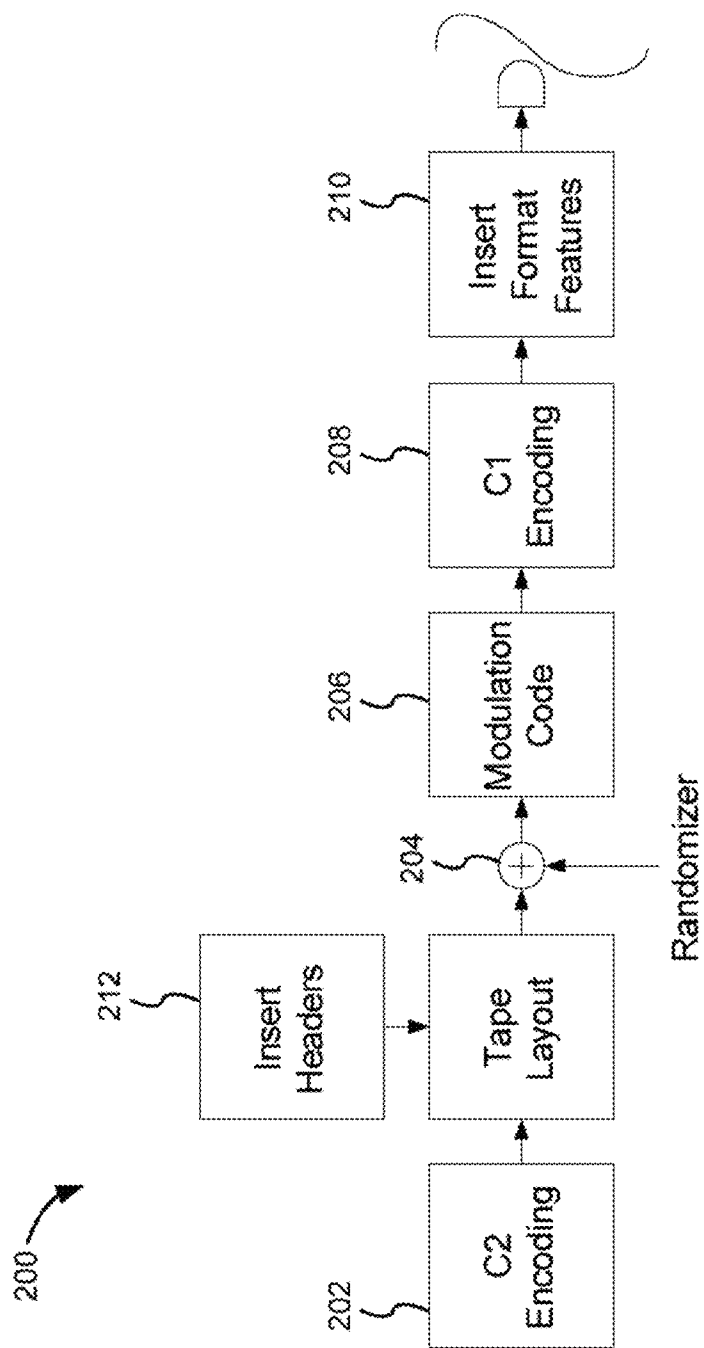 200
212
Insert
Headers
202
C2
Encoding
Tape
Layout
204
+
Randomizer
206
Modulation
Code
208
C1
Encoding
210
Insert
Format
Features